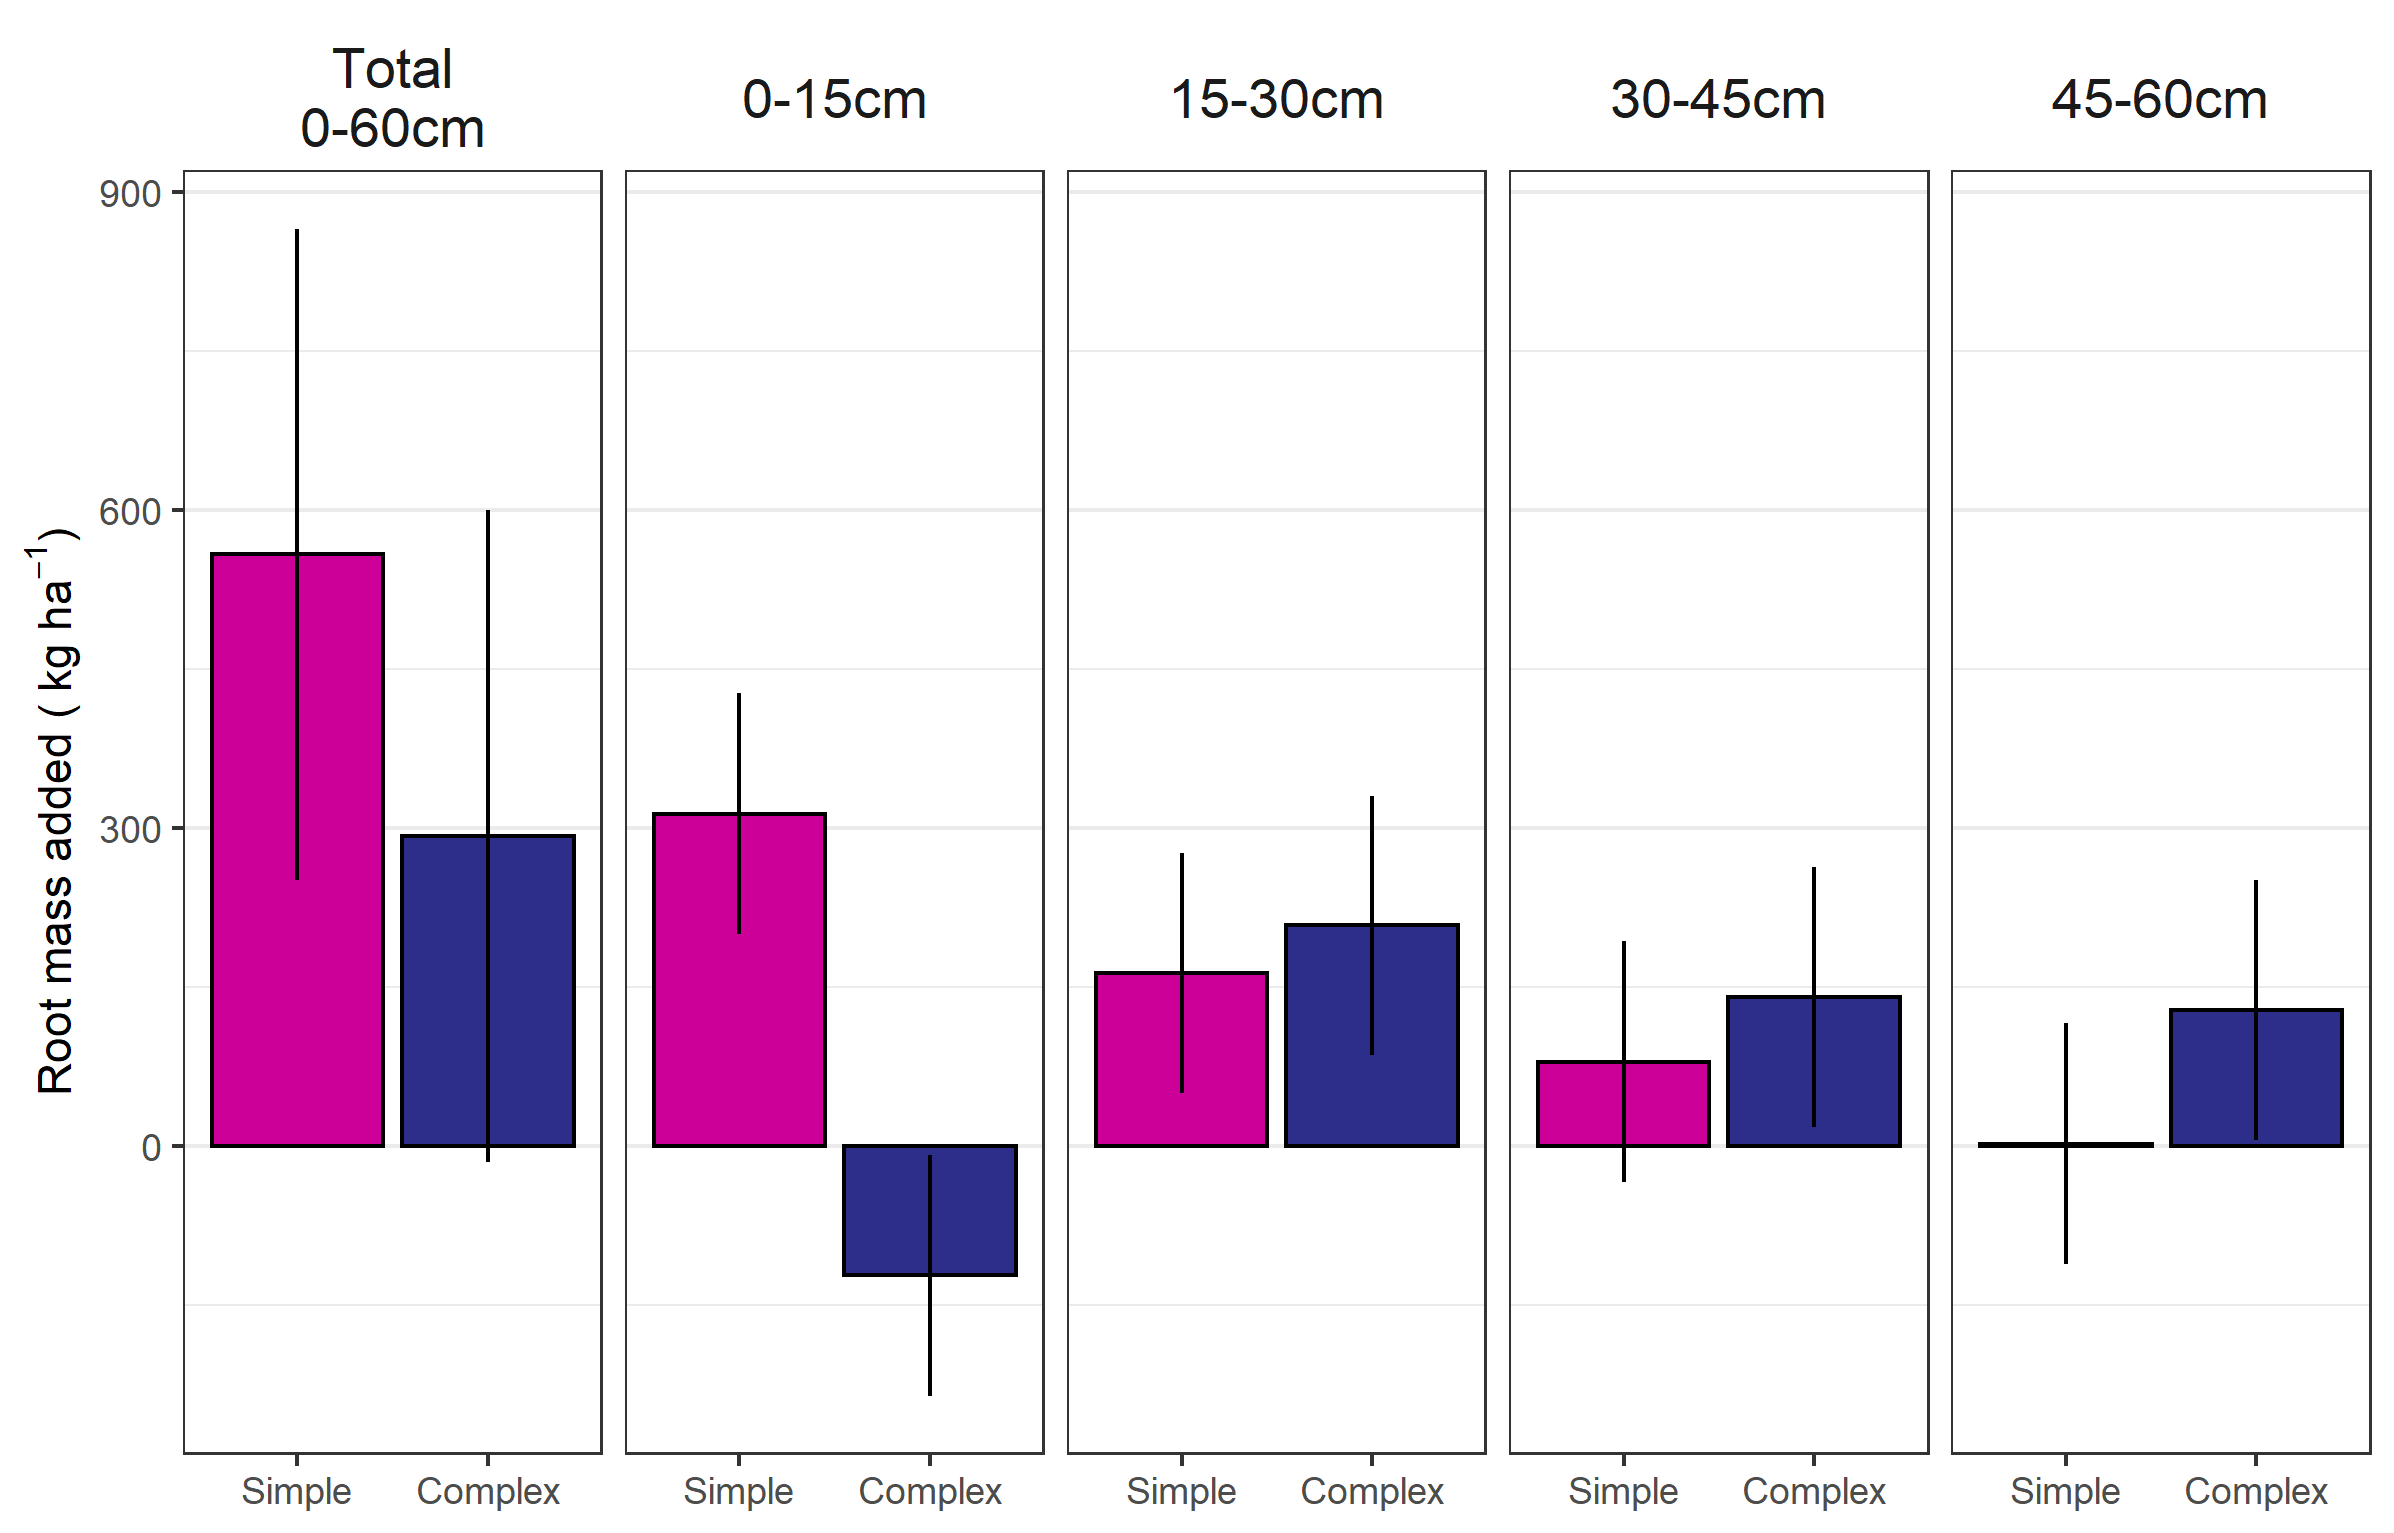 Total
0-60cm
0-15cm
15-30cm
30-45cm
45-60cm
Root mass added ( kg ha⁻¹)
900
600
300
0
Simple Complex Simple Complex Simple Complex Simple Complex Simple Complex